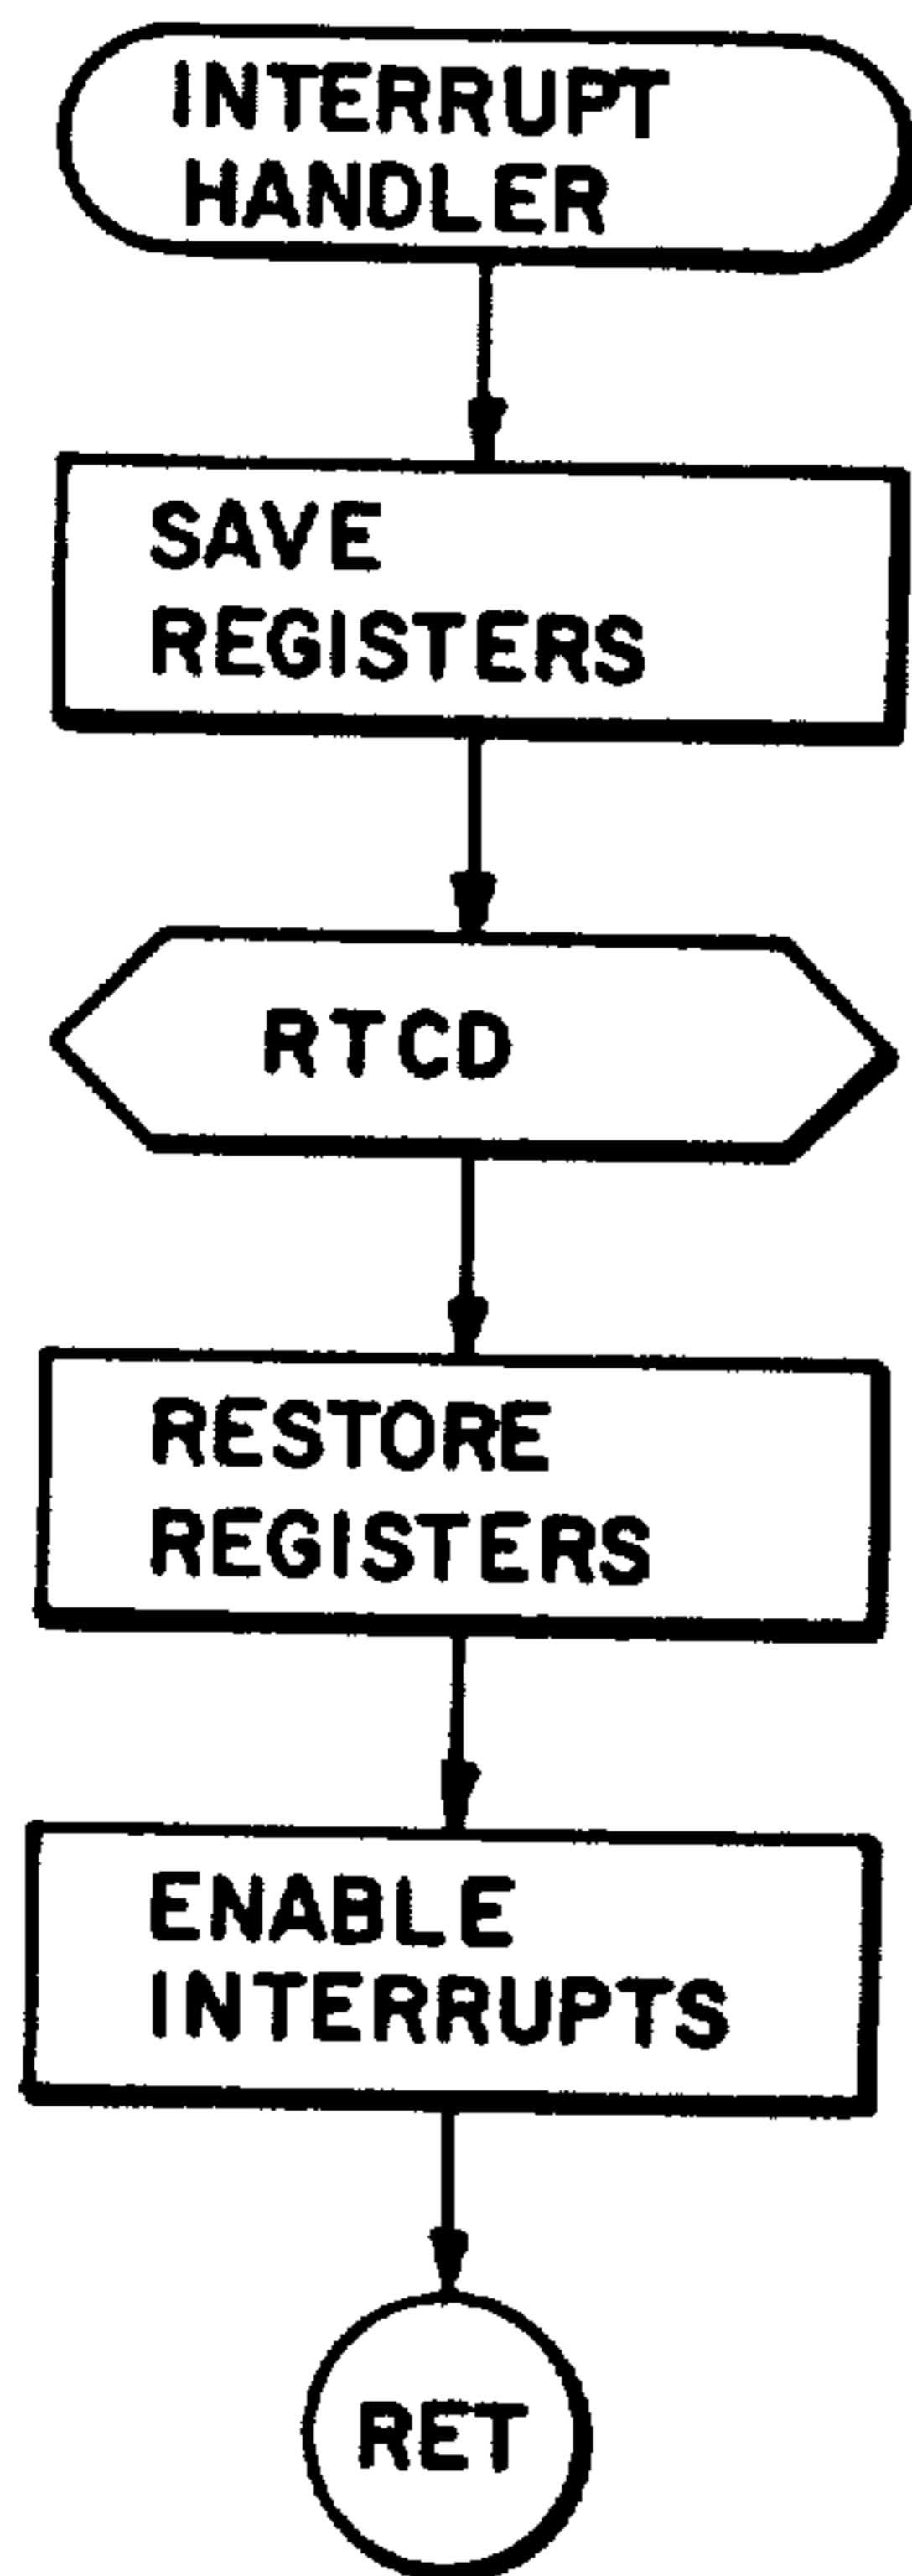 INTERRUPT
HANDLER
SAVE
REGISTERS
RTCD
RESTORE
REGISTERS
ENABLE
INTERRUPTS
RET